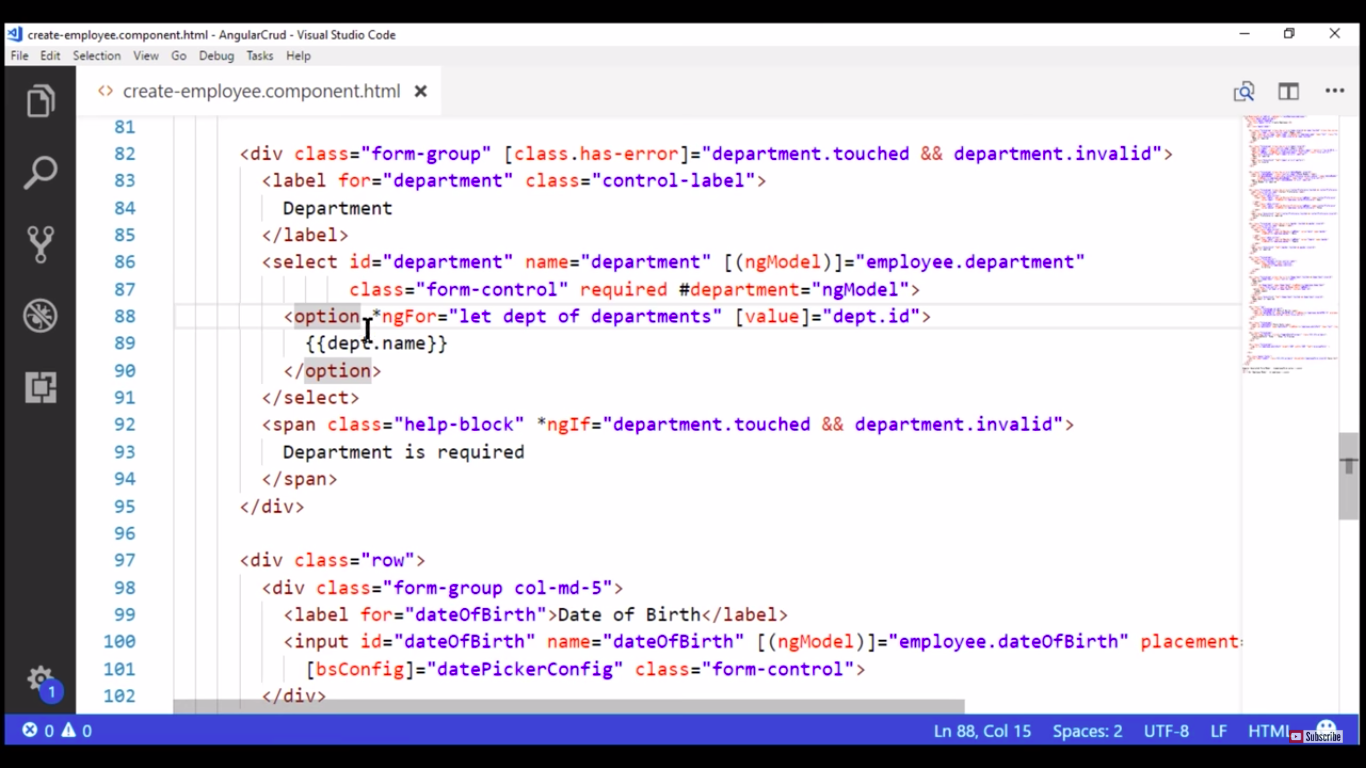 create-employee.component.html - AngularCrud - Visual Studio Code
File Edit Selection View Go Debug Tasks Help
<> create-employee.component.html
81
82 <div class="form-group" [class.has-error]="department.touched && department.invalid">
83 <label for="department" class="control-label">
84 Department
85 </label>
86 <select id="department" name="department" [(ngModel)]="employee.department"
87 class="form-control" required #department="ngModel">
88 <option *ngFor="let dept of departments" [value]="dept.id">
89 {{dept.name}}
90 </option>
91 </select>
92 <span class="help-block" *ngIf="department.touched && department.invalid">
93 Department is required
94 </span>
95 </div>
96
97 <div class="row">
98 <div class="form-group col-md-5">
99 <label for="dateOfBirth">Date of Birth</label>
100 <input id="dateOfBirth" name="dateOfBirth" [(ngModel)]="employee.dateOfBirth" placement=
101 [bsConfig]="datePickerConfig" class="form-control">
102 </div>
1
0 0 Ln 88, Col 15 Spaces: 2 UTF-8 LF HTML Subscribe